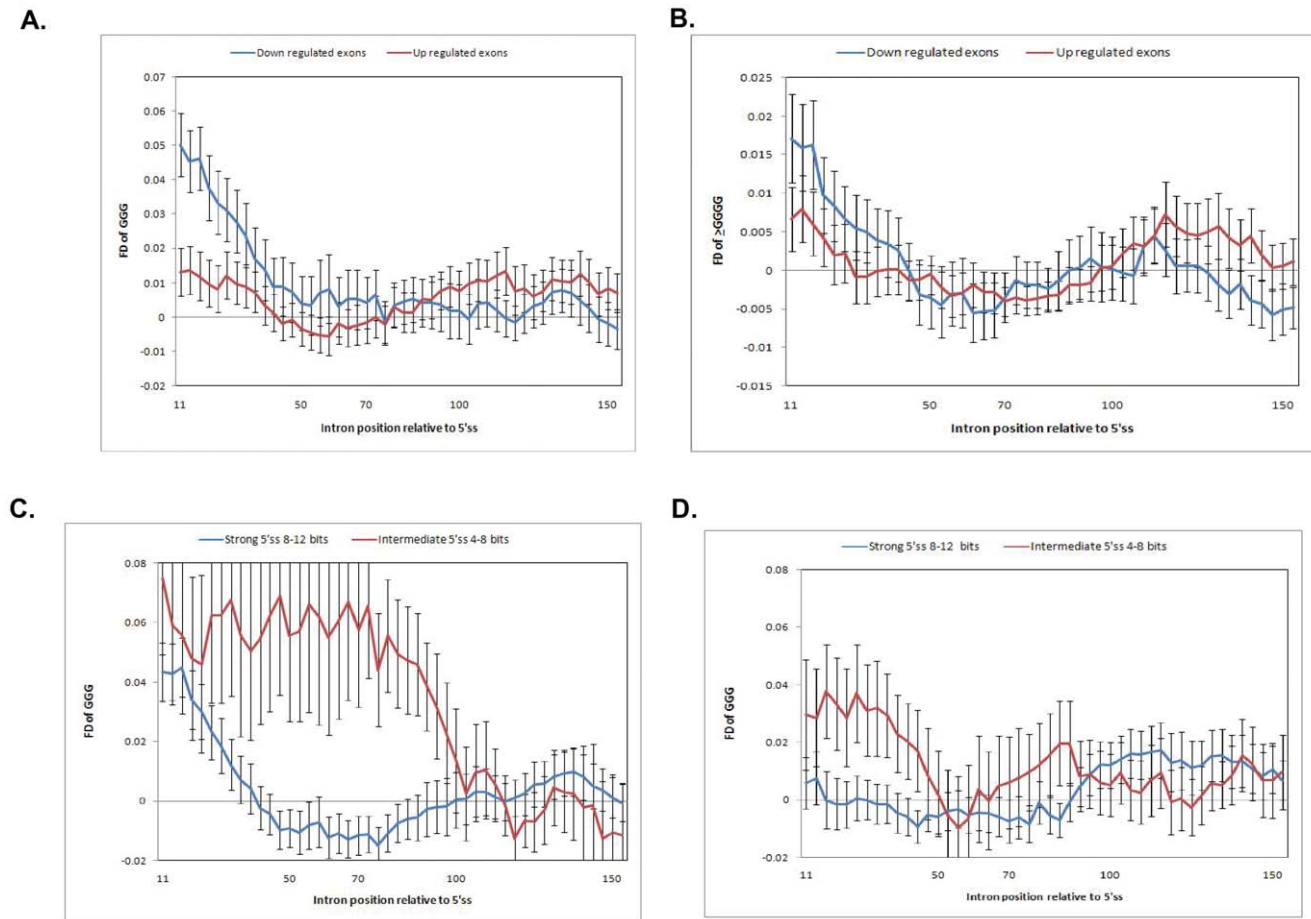 A.
Down regulated exons
Up regulated exons
0.07
0.06
0.05
0.04
0.03
0.02
0.01
0
-0.01
-0.02
FD of GGG
11
50
70
100
150
Intron position relative to 5'ss
B.
Down regulated exons
Up regulated exons
0.025
0.02
0.015
0.01
0.005
0
-0.005
-0.01
-0.015
FD of ≥GGGG
11
50
70
100
150
Intron position relative to 5'ss
C.
Strong 5'ss 8-12 bits
Intermediate 5'ss 4-8 bits
0.08
0.06
0.04
0.02
0
-0.02
FD of GGG
11
50
70
100
150
Intron position relative to 5'ss
D.
Strong 5'ss 8-12 bits
Intermediate 5'ss 4-8 bits
0.08
0.06
0.04
0.02
0
-0.02
FD of GGG
11
50
70
100
150
Intron position relative to 5'ss